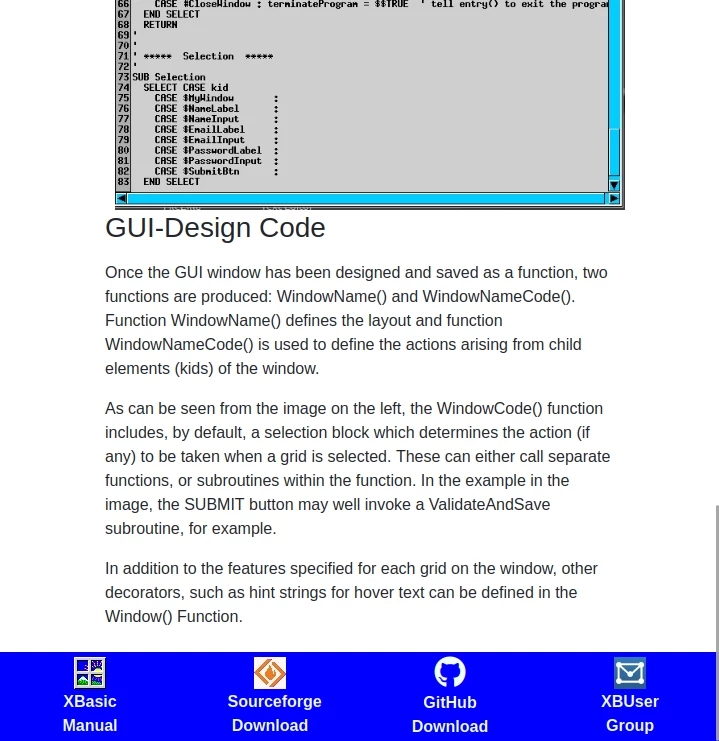 66    CASE #CloseWindow : terminateProgram = $$TRUE  ' tell entry() to exit the progra
67  END SELECT
68  RETURN
69 '
70 '
71 ' *****  Selection  *****
72 '
73 SUB Selection
74  SELECT CASE kid
75    CASE $MyWindow       :
76    CASE $NameLabel      :
77    CASE $NameInput      :
78    CASE $EmailLabel     :
79    CASE $EmailInput     :
80    CASE $PasswordLabel  :
81    CASE $PasswordInput  :
82    CASE $SubmitBtn      :
83  END SELECT
GUI-Design Code
Once the GUI window has been designed and saved as a function, two
functions are produced: WindowName() and WindowNameCode().
Function WindowName() defines the layout and function
WindowNameCode() is used to define the actions arising from child
elements (kids) of the window.
As can be seen from the image on the left, the WindowCode() function
includes, by default, a selection block which determines the action (if
any) to be taken when a grid is selected. These can either call separate
functions, or subroutines within the function. In the example in the
image, the SUBMIT button may well invoke a ValidateAndSave
subroutine, for example.
In addition to the features specified for each grid on the window, other
decorators, such as hint strings for hover text can be defined in the
Window() Function.
XBasic
Manual
Sourceforge
Download
GitHub
Download
XBUser
Group